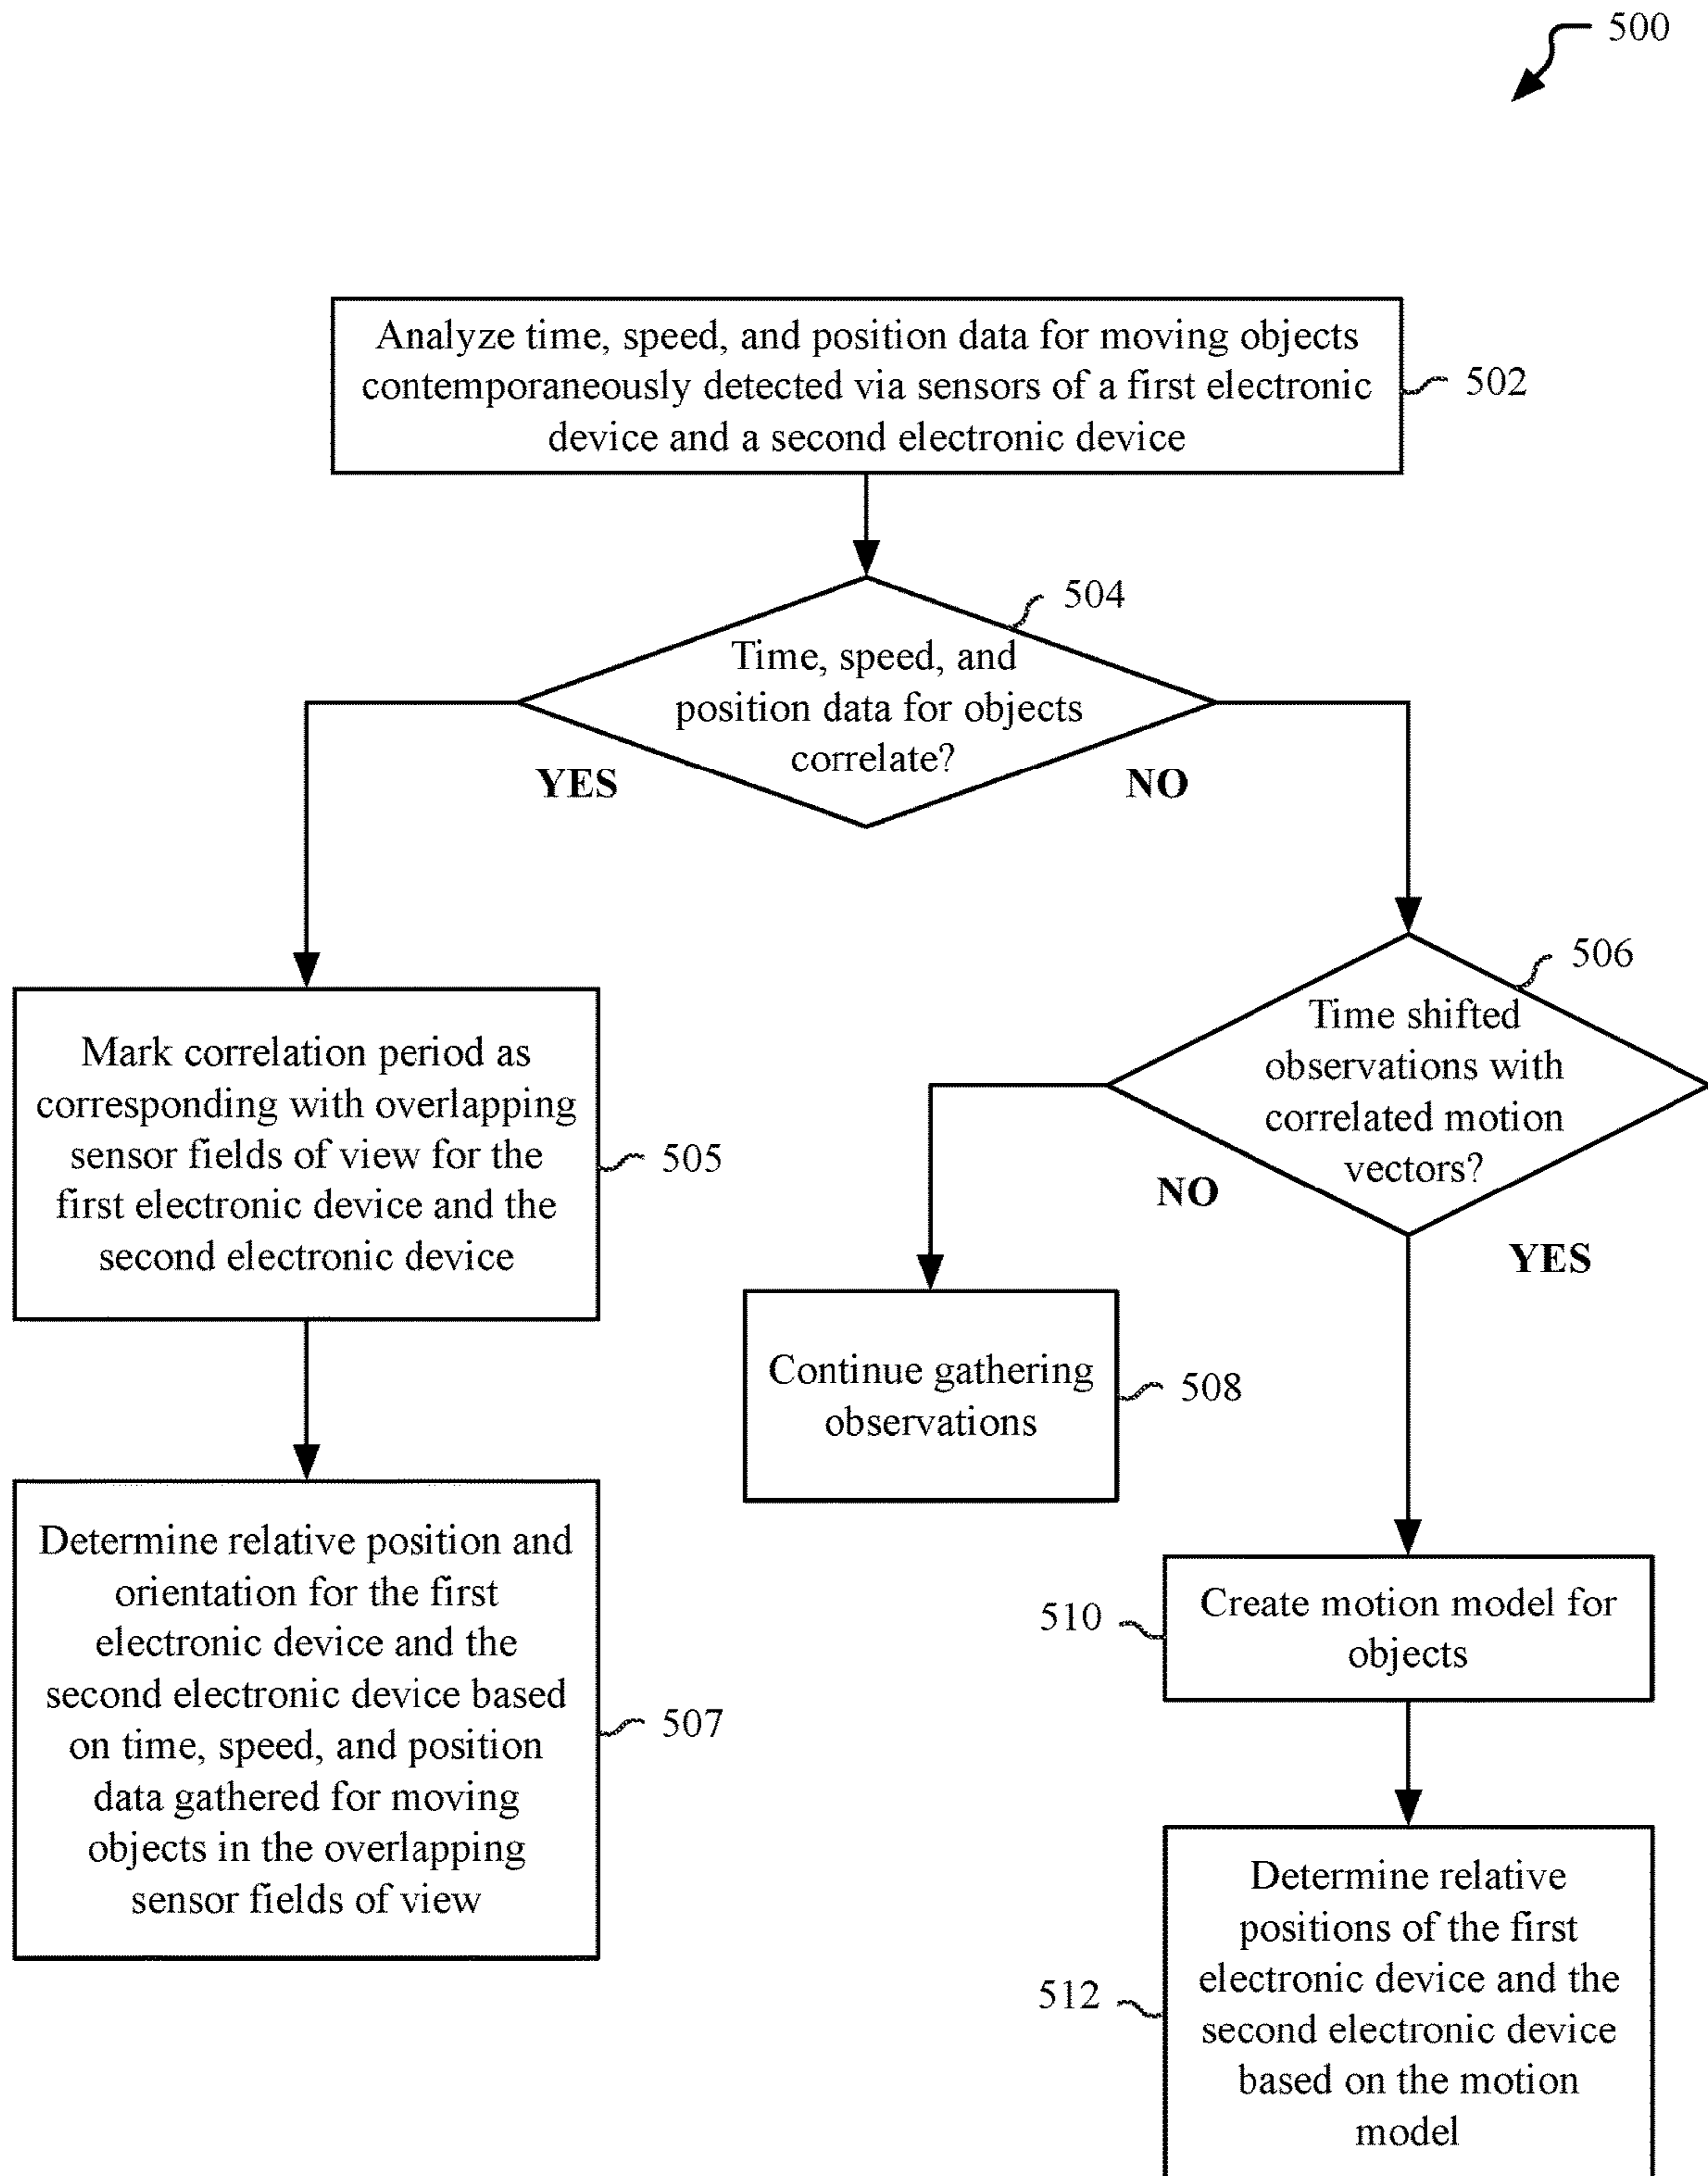 500
Analyze time, speed, and position data for moving objects
contemporaneously detected via sensors of a first electronic
device and a second electronic device
502
504
Time, speed, and
position data for objects
correlate?
YES
NO
Mark correlation period as
corresponding with overlapping
sensor fields of view for the
first electronic device and the
second electronic device
505
506
Time shifted
observations with
correlated motion
vectors?
NO
YES
Continue gathering
observations
508
Determine relative position and
orientation for the first
electronic device and the
second electronic device based
on time, speed, and position
data gathered for moving
objects in the overlapping
sensor fields of view
507
510
Create motion model for
objects
512
Determine relative
positions of the first
electronic device and the
second electronic device
based on the motion
model